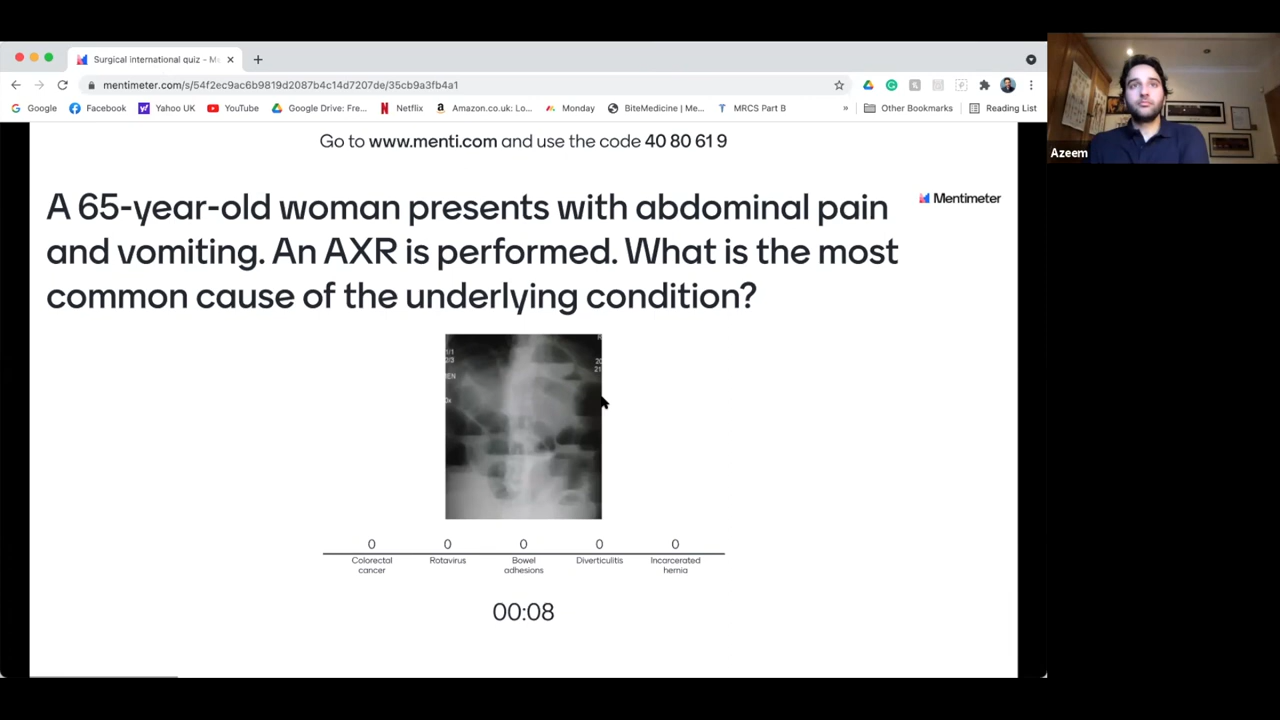 Surgical international quiz - M
mentimeter.com/s/54f2ec9ac6b9819d2087b4c14d7207de/35cb9a3fb4a1
Google Facebook Yahoo UK YouTube Google Drive: Fre... Netflix Amazon.co.uk: Lo... Monday BiteMedicine | Me... MRCS Part B » Other Bookmarks Reading List
Azeem
Go to www.menti.com and use the code 40 80 61 9
Mentimeter
A 65-year-old woman presents with abdominal pain
and vomiting. An AXR is performed. What is the most
common cause of the underlying condition?
0 0 0 0 0
Colorectal Rotavirus Bowel Diverticulitis Incarcerated
cancer adhesions hernia
00:08